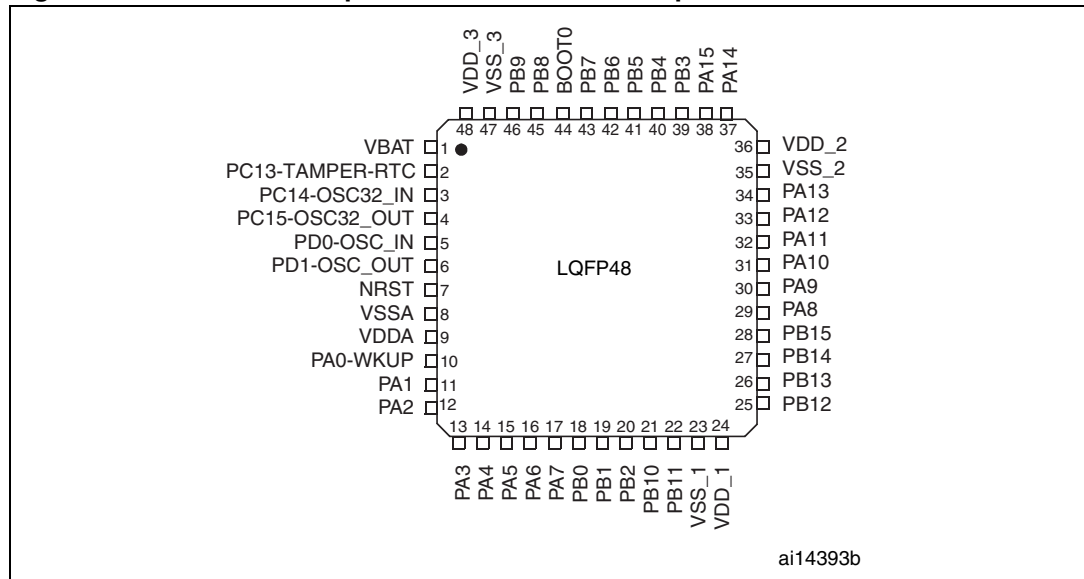 VDD_3
VSS_3
PB9
PB8
BOOT0
PB7
PB6
PB5
PB4
PB3
PA15
PA14
48 47 46 45 44 43 42 41 40 39 38 37
VBAT 1
PC13-TAMPER-RTC 2
PC14-OSC32_IN 3
PC15-OSC32_OUT 4
PD0-OSC_IN 5
PD1-OSC_OUT 6
NRST 7
VSSA 8
VDDA 9
PA0-WKUP 10
PA1 11
PA2 12
LQFP48
36 VDD_2
35 VSS_2
34 PA13
33 PA12
32 PA11
31 PA10
30 PA9
29 PA8
28 PB15
27 PB14
26 PB13
25 PB12
13 14 15 16 17 18 19 20 21 22 23 24
PA3
PA4
PA5
PA6
PA7
PB0
PB1
PB2
PB10
PB11
VSS_1
VDD_1
ai14393b